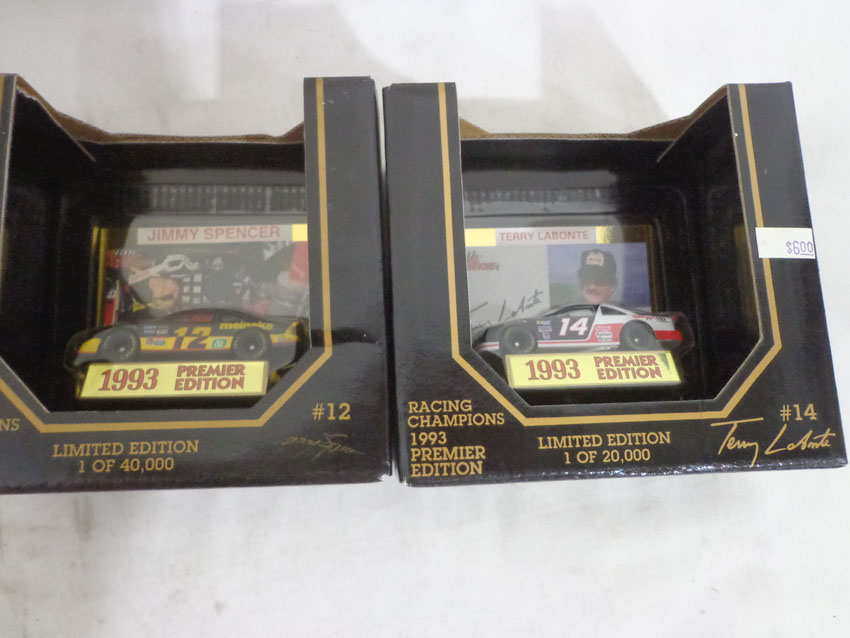 JIMMY SPENCER
meineke
12
1993 PREMIER
EDITION
NS
#12
LIMITED EDITION
1 OF 40,000
TERRY LABONTE
$6.00
14
1993 PREMIER
EDITION
RACING
CHAMPIONS
1993
PREMIER
EDITION
#14
LIMITED EDITION
1 OF 20,000
Terry Labonte